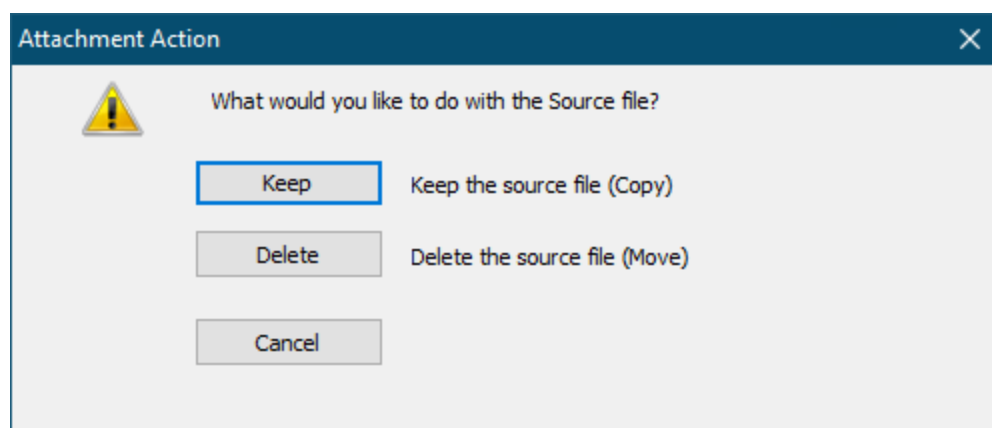 Attachment Action
What would you like to do with the Source file?
Keep
Keep the source file (Copy)
Delete
Delete the source file (Move)
Cancel